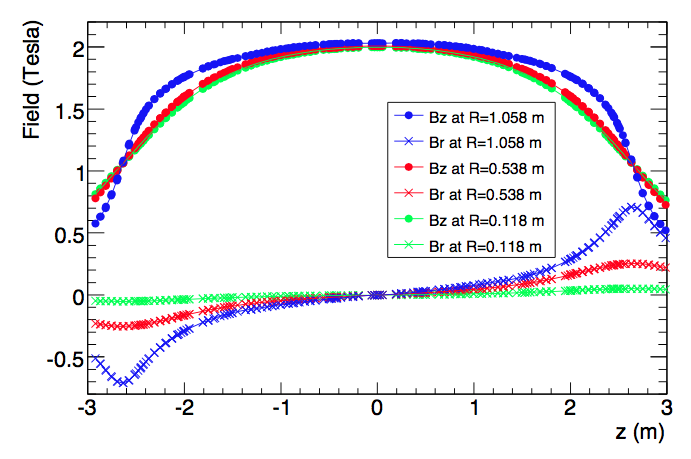 Field (Tesla)
2
1.5
1
0.5
0
-0.5
Bz at R=1.058 m
Br at R=1.058 m
Bz at R=0.538 m
Br at R=0.538 m
Bz at R=0.118 m
Br at R=0.118 m
-3 -2 -1 0 1 2 3
z (m)